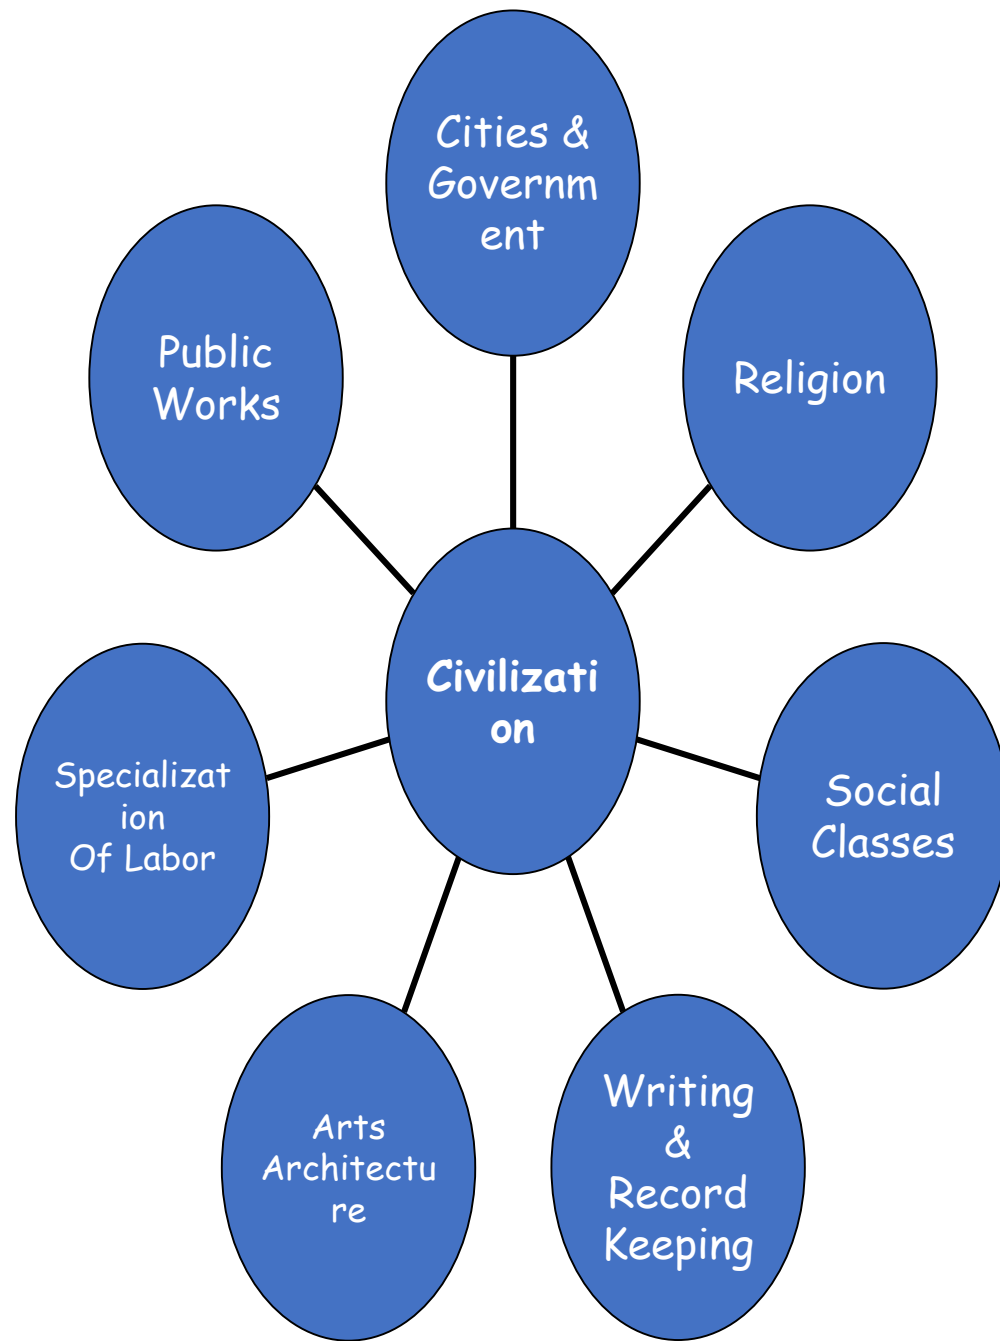 Cities &
Governm
ent
Public
Works
Religion
Civilizati
on
Specializat
ion
Of Labor
Social
Classes
Arts
Architectu
re
Writing
&
Record
Keeping